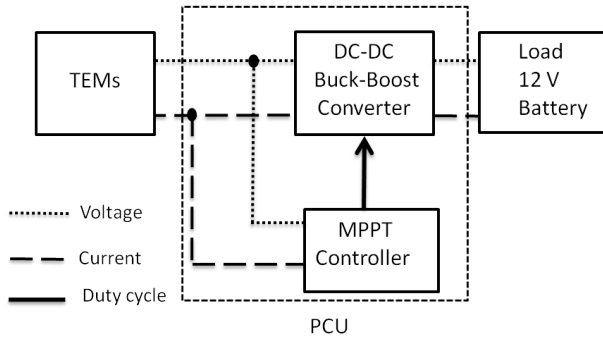 TEMs
DC-DC
Buck-Boost
Converter
Load
12 V
Battery
MPPT
Controller
Voltage
Current
Duty cycle
PCU